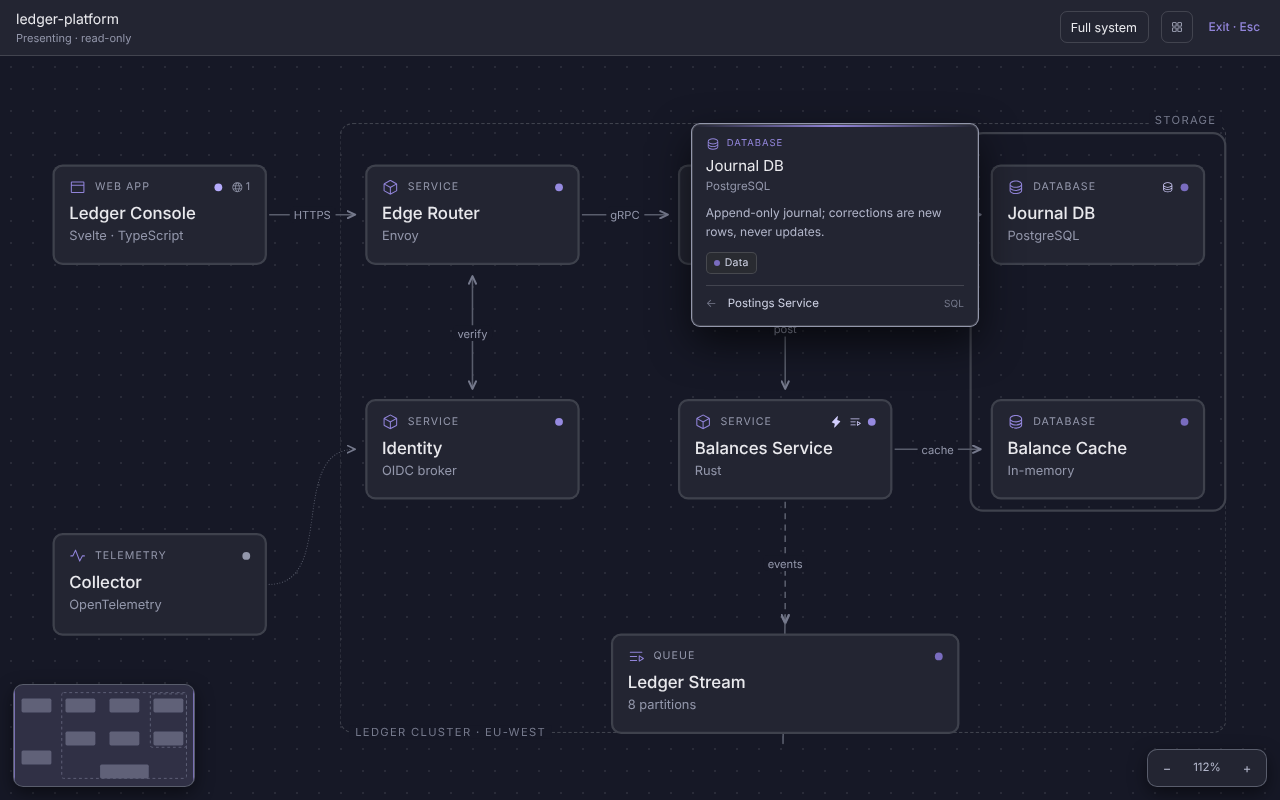 ledger-platform
Presenting · read-only
Full system
Exit · Esc
STORAGE
WEB APP
1
Ledger Console
Svelte · TypeScript
HTTPS
SERVICE
Edge Router
Envoy
gRPC
DATABASE
Journal DB
PostgreSQL
Append-only journal; corrections are new
rows, never updates.
Data
← Postings Service
SQL
DATABASE
Journal DB
PostgreSQL
verify
post
SERVICE
Identity
OIDC broker
SERVICE
Balances Service
Rust
cache
DATABASE
Balance Cache
In-memory
TELEMETRY
Collector
OpenTelemetry
events
QUEUE
Ledger Stream
8 partitions
LEDGER CLUSTER · EU-WEST
− 112% +